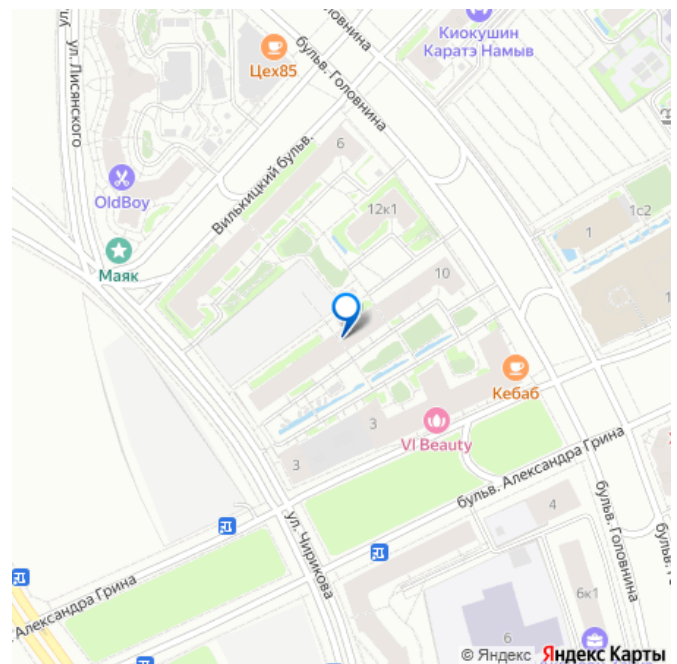 Киокушин
Каратэ Намыв
Цех85
бульв. Головнина
ул. Лисянского
6
Вилькицкий бульв.
OldBoy
12к1
1с2
1
Маяк
10
Кебаб
3
VI Beauty
3
бульв. Александра Грина
4
ул. Чирикова
бульв. Головнина
Александра Грина
6к1
6
© Яндекс Яндекс Карты